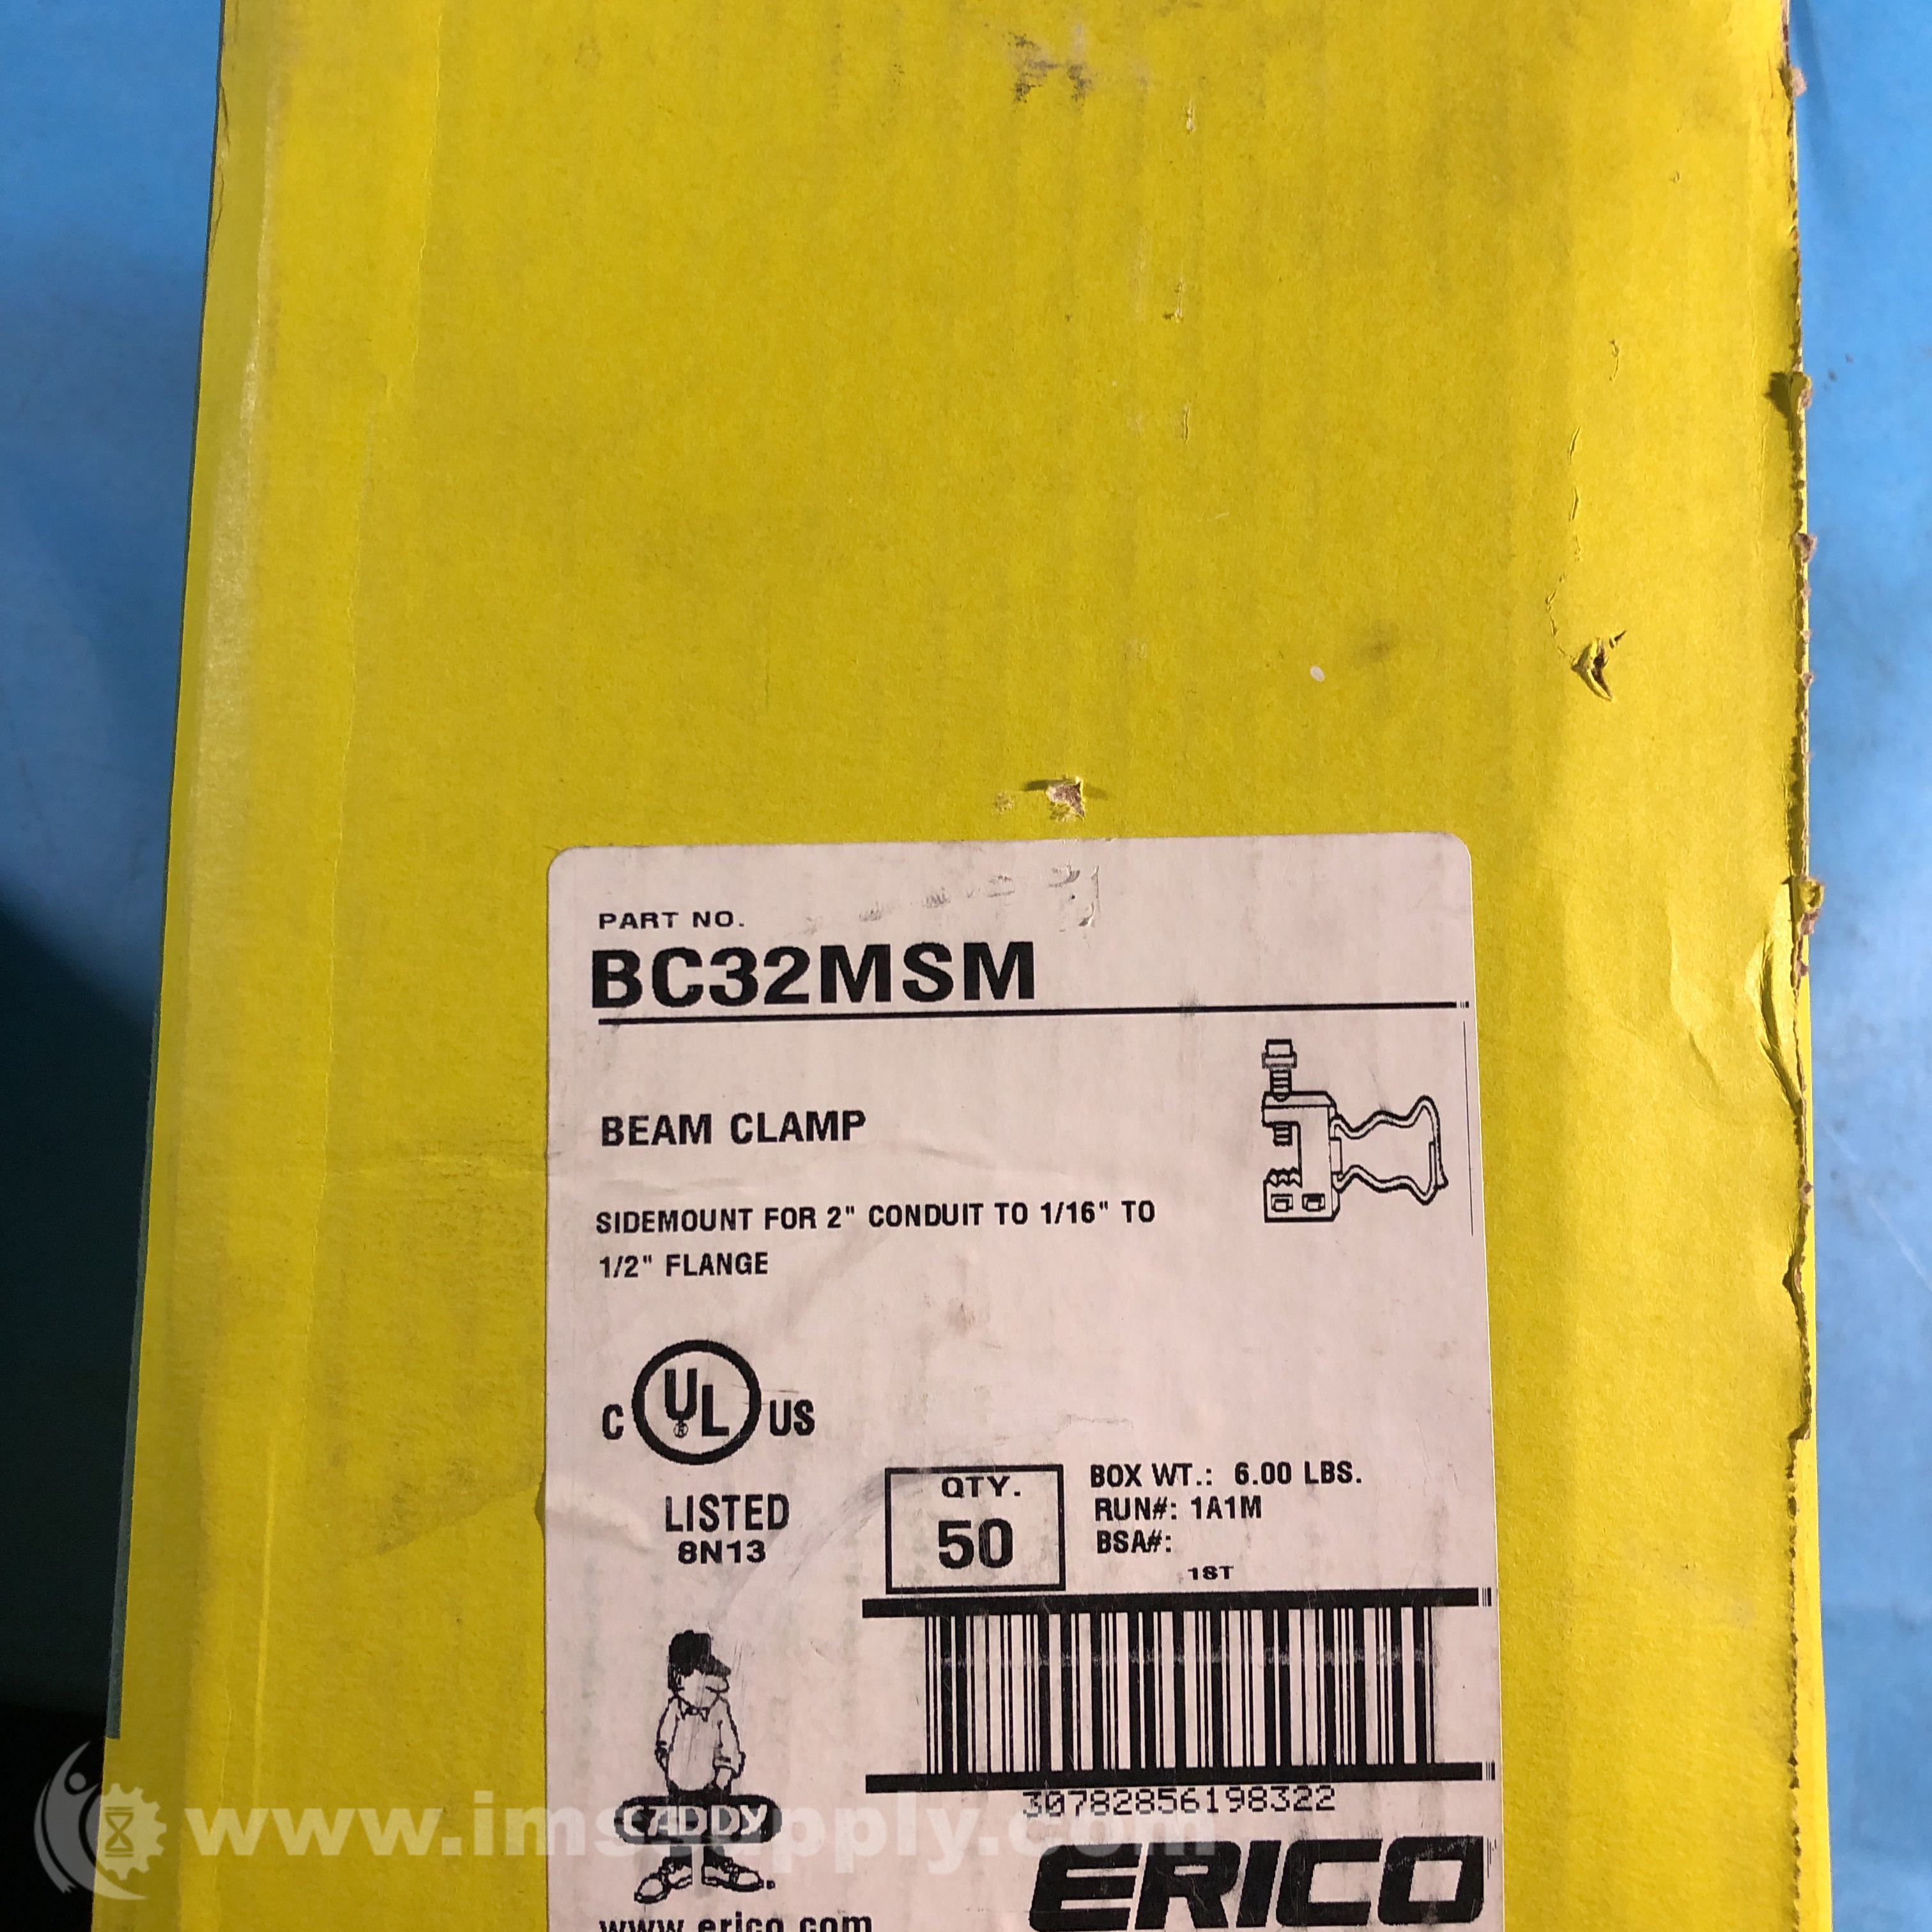 PART NO.
BC32MSM
BEAM CLAMP
SIDEMOUNT FOR 2" CONDUIT TO 1/16" TO
1/2" FLANGE
C UL US
LISTED
8N13
QTY.
50
BOX WT.: 6.00 LBS.
RUN#: 1A1M
BSA#:
1ST
30782856198322
CADDY
www.imssupply.com
ERICO
www.erico.com